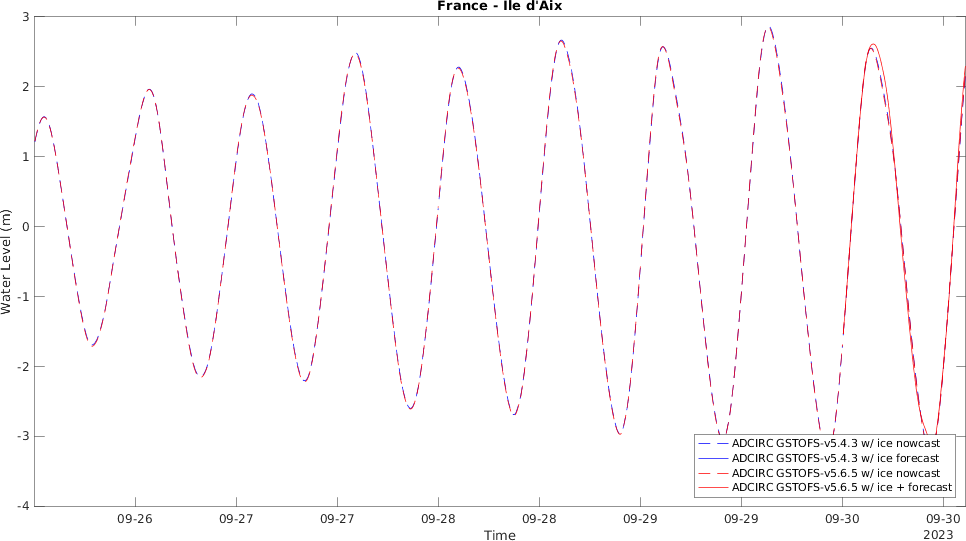 France - Ile d'Aix
3
2
1
0
-1
-2
-3
-4
Water Level (m)
ADCIRC GSTOFS-v5.4.3 w/ ice nowcast
ADCIRC GSTOFS-v5.4.3 w/ ice forecast
ADCIRC GSTOFS-v5.6.5 w/ ice nowcast
ADCIRC GSTOFS-v5.6.5 w/ ice + forecast
09-26 09-27 09-27 09-28 09-28 09-29 09-29 09-30 09-30
2023
Time